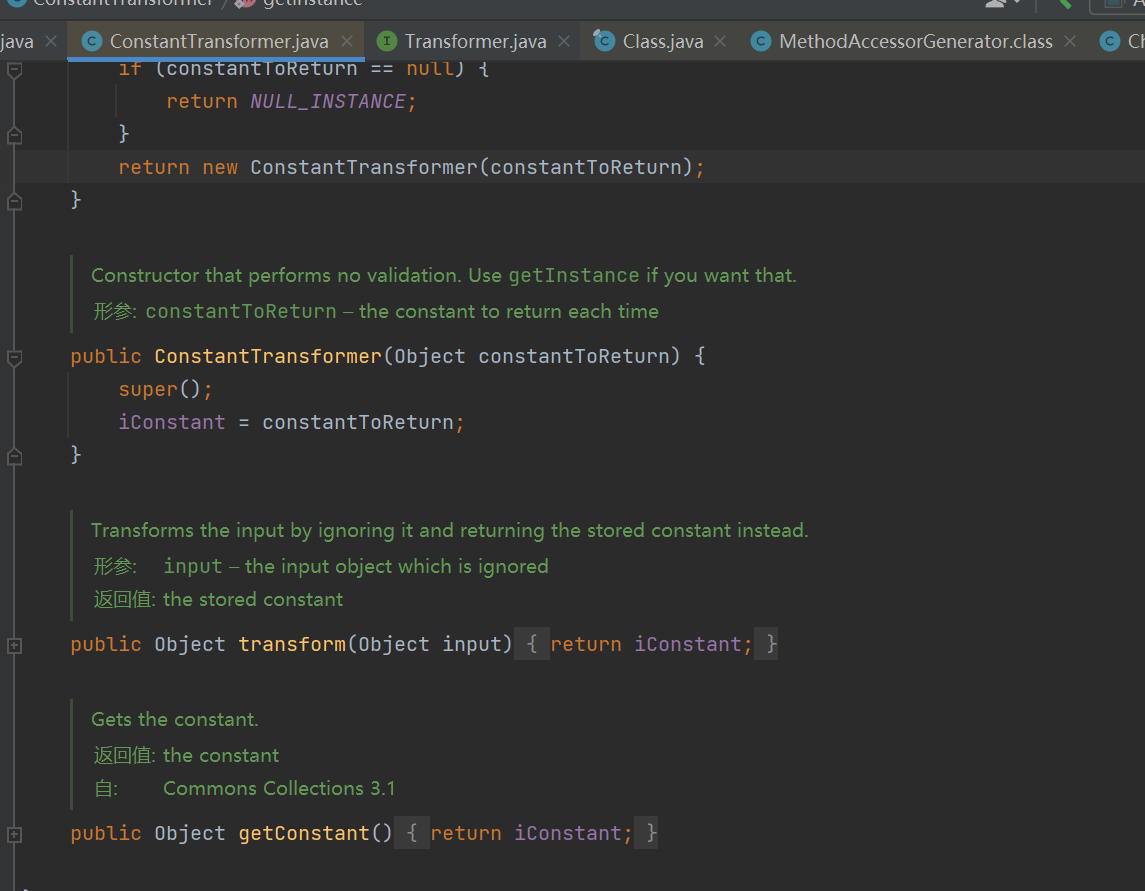 ConstantTransformer getInstance
java ConstantTransformer.java Transformer.java Class.java MethodAccessorGenerator.class
if (constantToReturn == null) {
return NULL_INSTANCE;
}
return new ConstantTransformer(constantToReturn);
}
Constructor that performs no validation. Use getInstance if you want that.
形参: constantToReturn – the constant to return each time
public ConstantTransformer(Object constantToReturn) {
super();
iConstant = constantToReturn;
}
Transforms the input by ignoring it and returning the stored constant instead.
形参: input – the input object which is ignored
返回值: the stored constant
public Object transform(Object input) { return iConstant; }
Gets the constant.
返回值: the constant
自: Commons Collections 3.1
public Object getConstant() { return iConstant; }